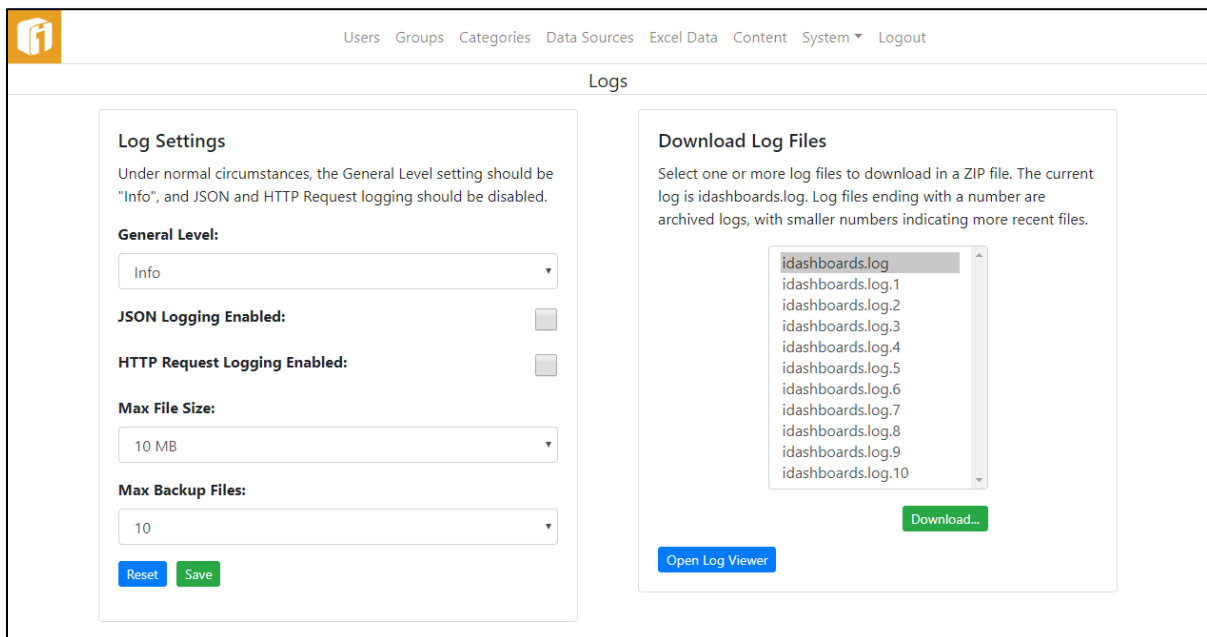 Users Groups Categories Data Sources Excel Data Content System Logout
Logs
Log Settings
Under normal circumstances, the General Level setting should be
"Info", and JSON and HTTP Request logging should be disabled.
General Level:
Info
JSON Logging Enabled:
HTTP Request Logging Enabled:
Max File Size:
10 MB
Max Backup Files:
10
Reset Save
Download Log Files
Select one or more log files to download in a ZIP file. The current
log is idashboards.log. Log files ending with a number are
archived logs, with smaller numbers indicating more recent files.
idashboards.log
idashboards.log.1
idashboards.log.2
idashboards.log.3
idashboards.log.4
idashboards.log.5
idashboards.log.6
idashboards.log.7
idashboards.log.8
idashboards.log.9
idashboards.log.10
Download...
Open Log Viewer